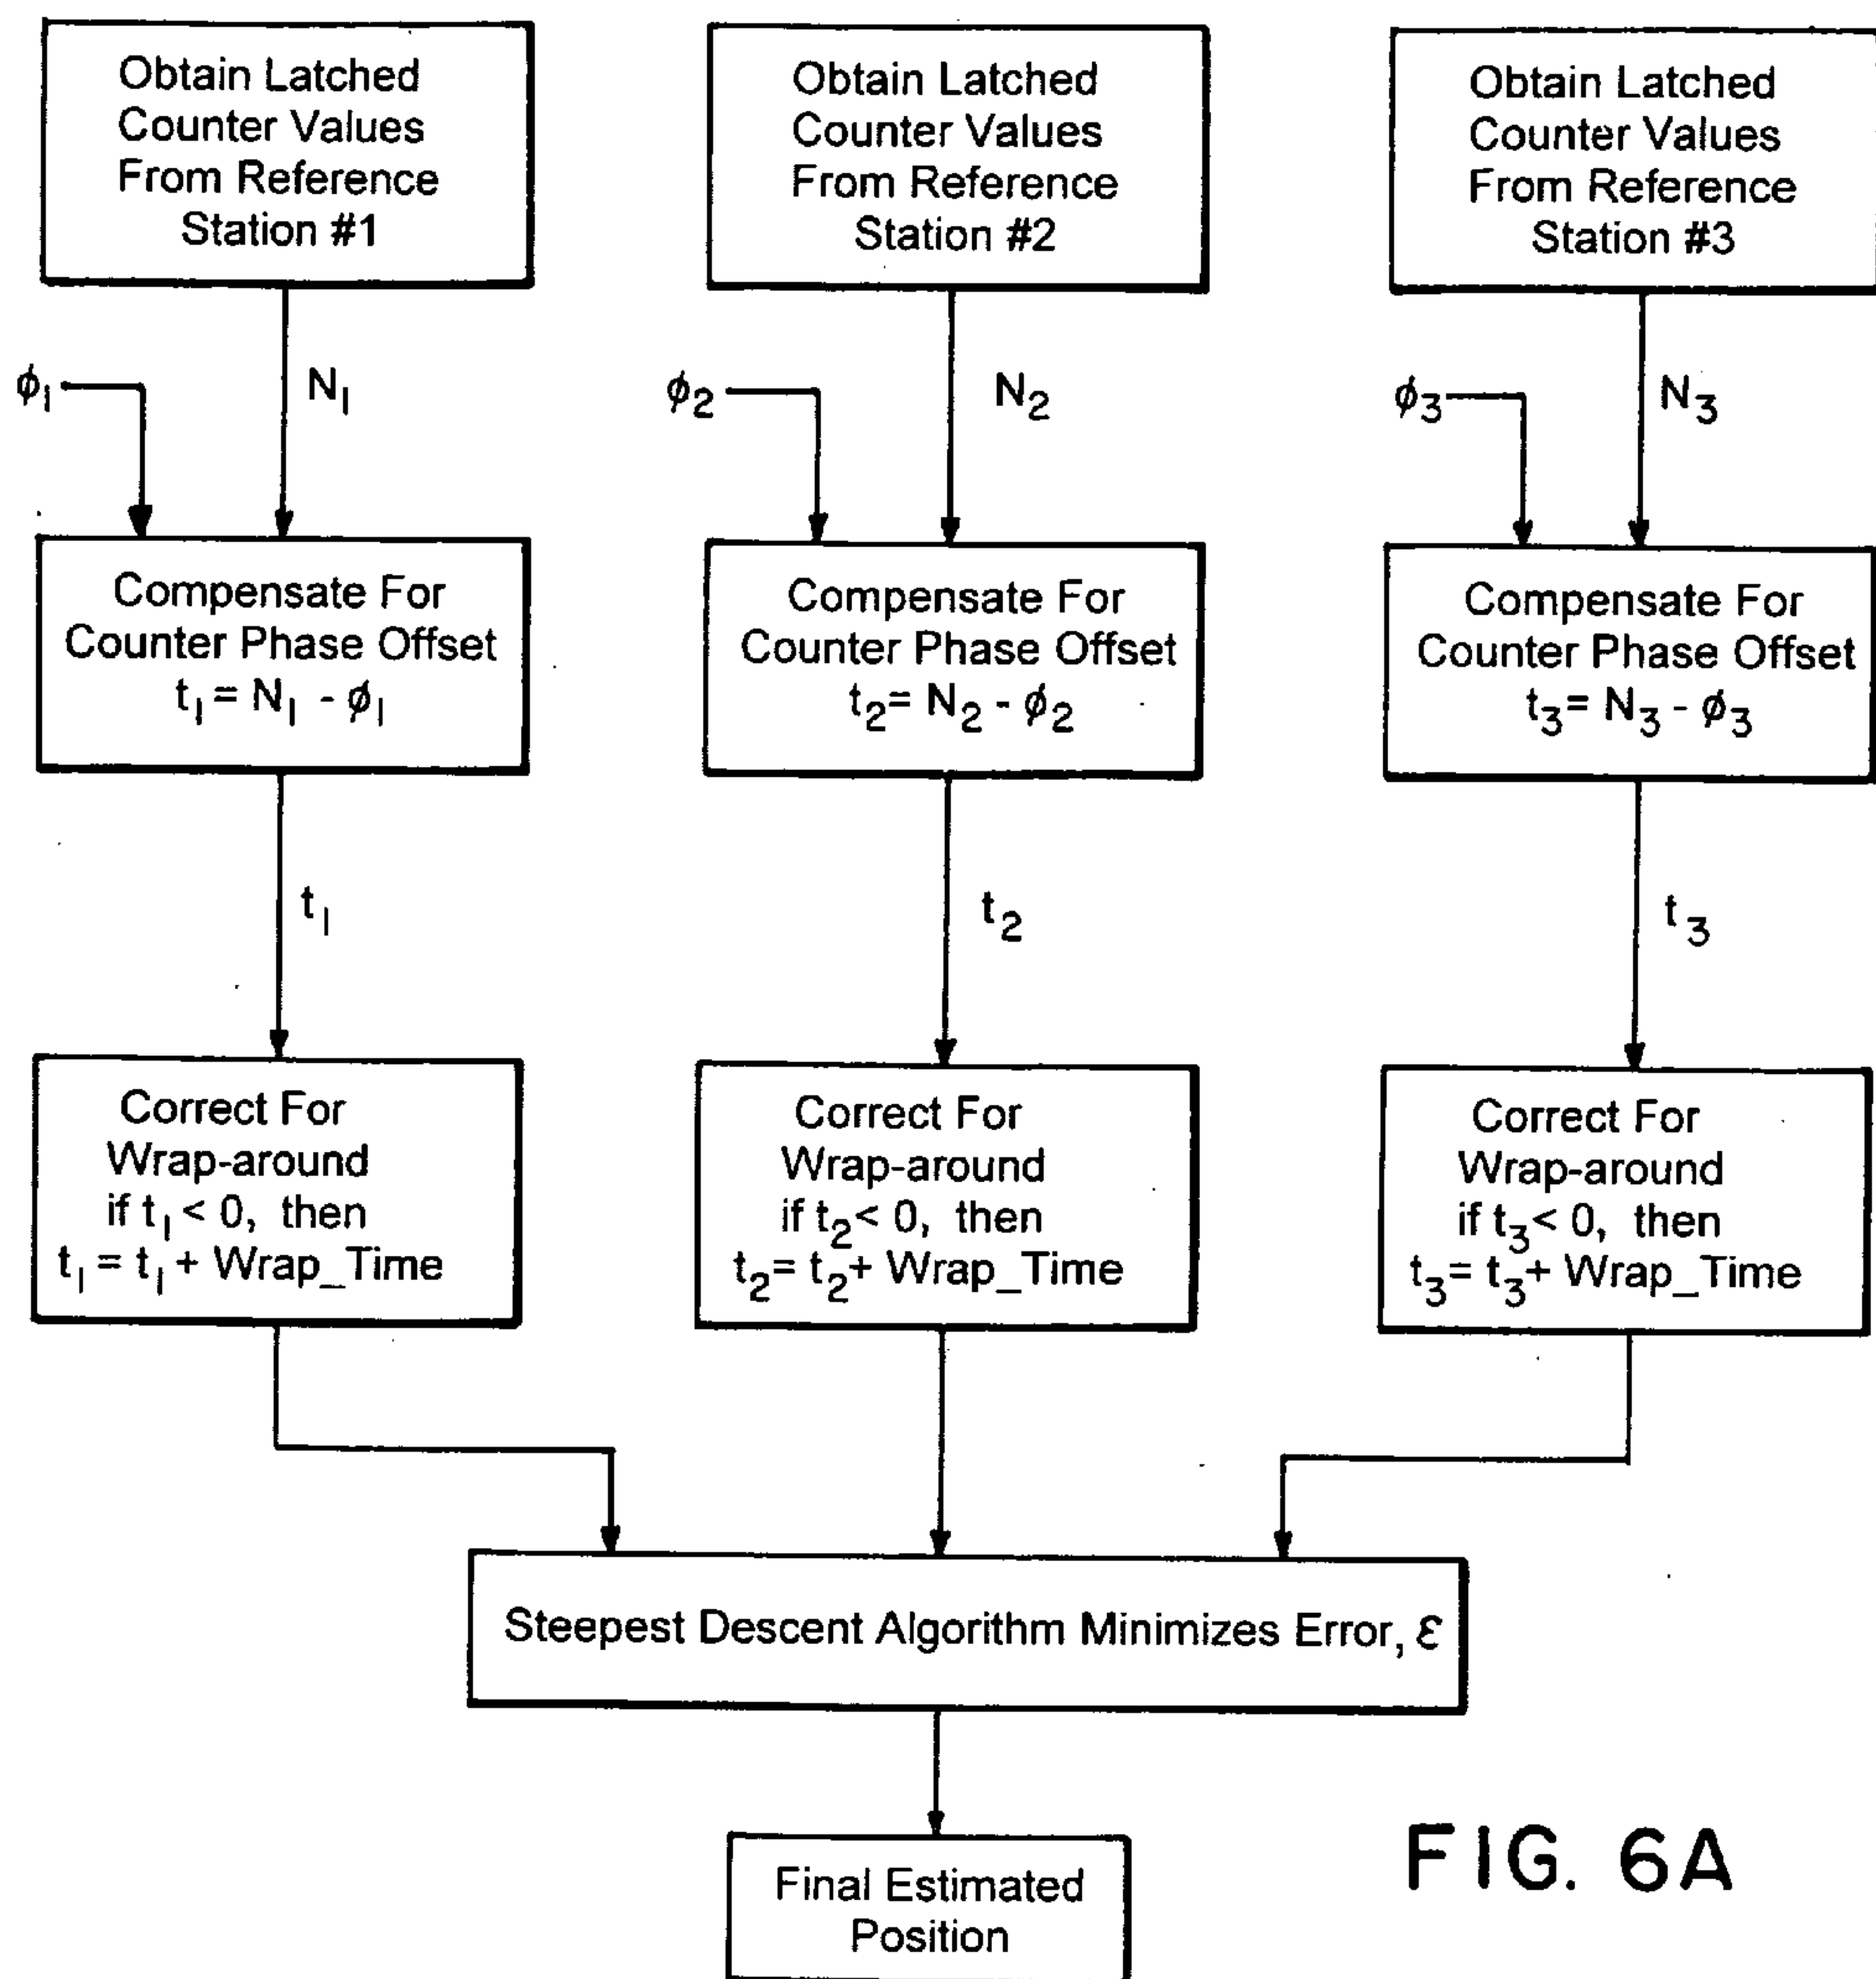 Obtain Latched
Counter Values
From Reference
Station #1
Obtain Latched
Counter Values
From Reference
Station #2
Obtain Latched
Counter Values
From Reference
Station #3
ϕ₁
N₁
ϕ₂
N₂
ϕ₃
N₃
Compensate For
Counter Phase Offset
t₁ = N₁ - ϕ₁
Compensate For
Counter Phase Offset
t₂ = N₂ - ϕ₂
Compensate For
Counter Phase Offset
t₃ = N₃ - ϕ₃
t₁
t₂
t₃
Correct For
Wrap-around
if t₁ < 0, then
t₁ = t₁ + Wrap_Time
Correct For
Wrap-around
if t₂ < 0, then
t₂ = t₂ + Wrap_Time
Correct For
Wrap-around
if t₃ < 0, then
t₃ = t₃ + Wrap_Time
Steepest Descent Algorithm Minimizes Error, ε
Final Estimated
Position
FIG. 6A